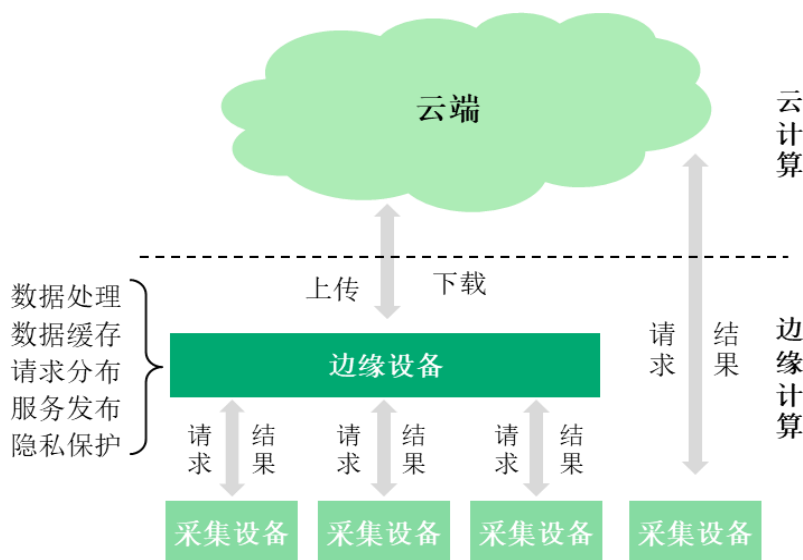 云端
云计算
上传
下载
数据处理
数据缓存
请求分布
服务发布
隐私保护
边缘设备
请求
结果
边缘计算
请求
结果
请求
结果
请求
结果
采集设备
采集设备
采集设备
采集设备